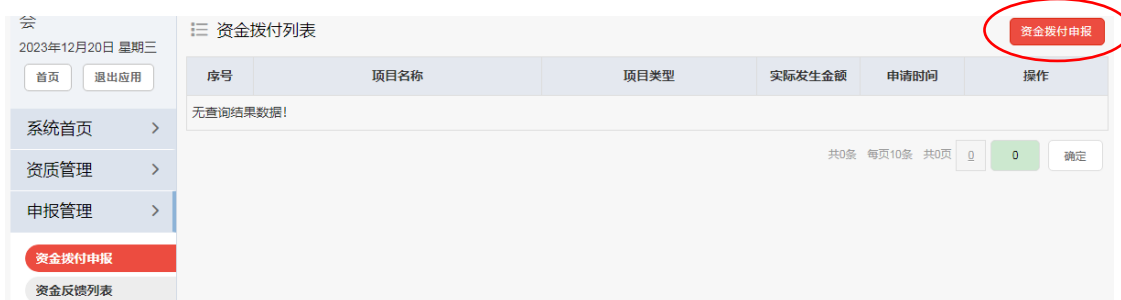 会
2023年12月20日 星期三
首页 退出应用
系统首页
资质管理
申报管理
资金拨付申报
资金反馈列表
资金拨付列表
资金拨付申报
序号 项目名称 项目类型 实际发生金额 申请时间 操作
无查询结果数据!
共0条 每页10条 共0页 0 0 确定